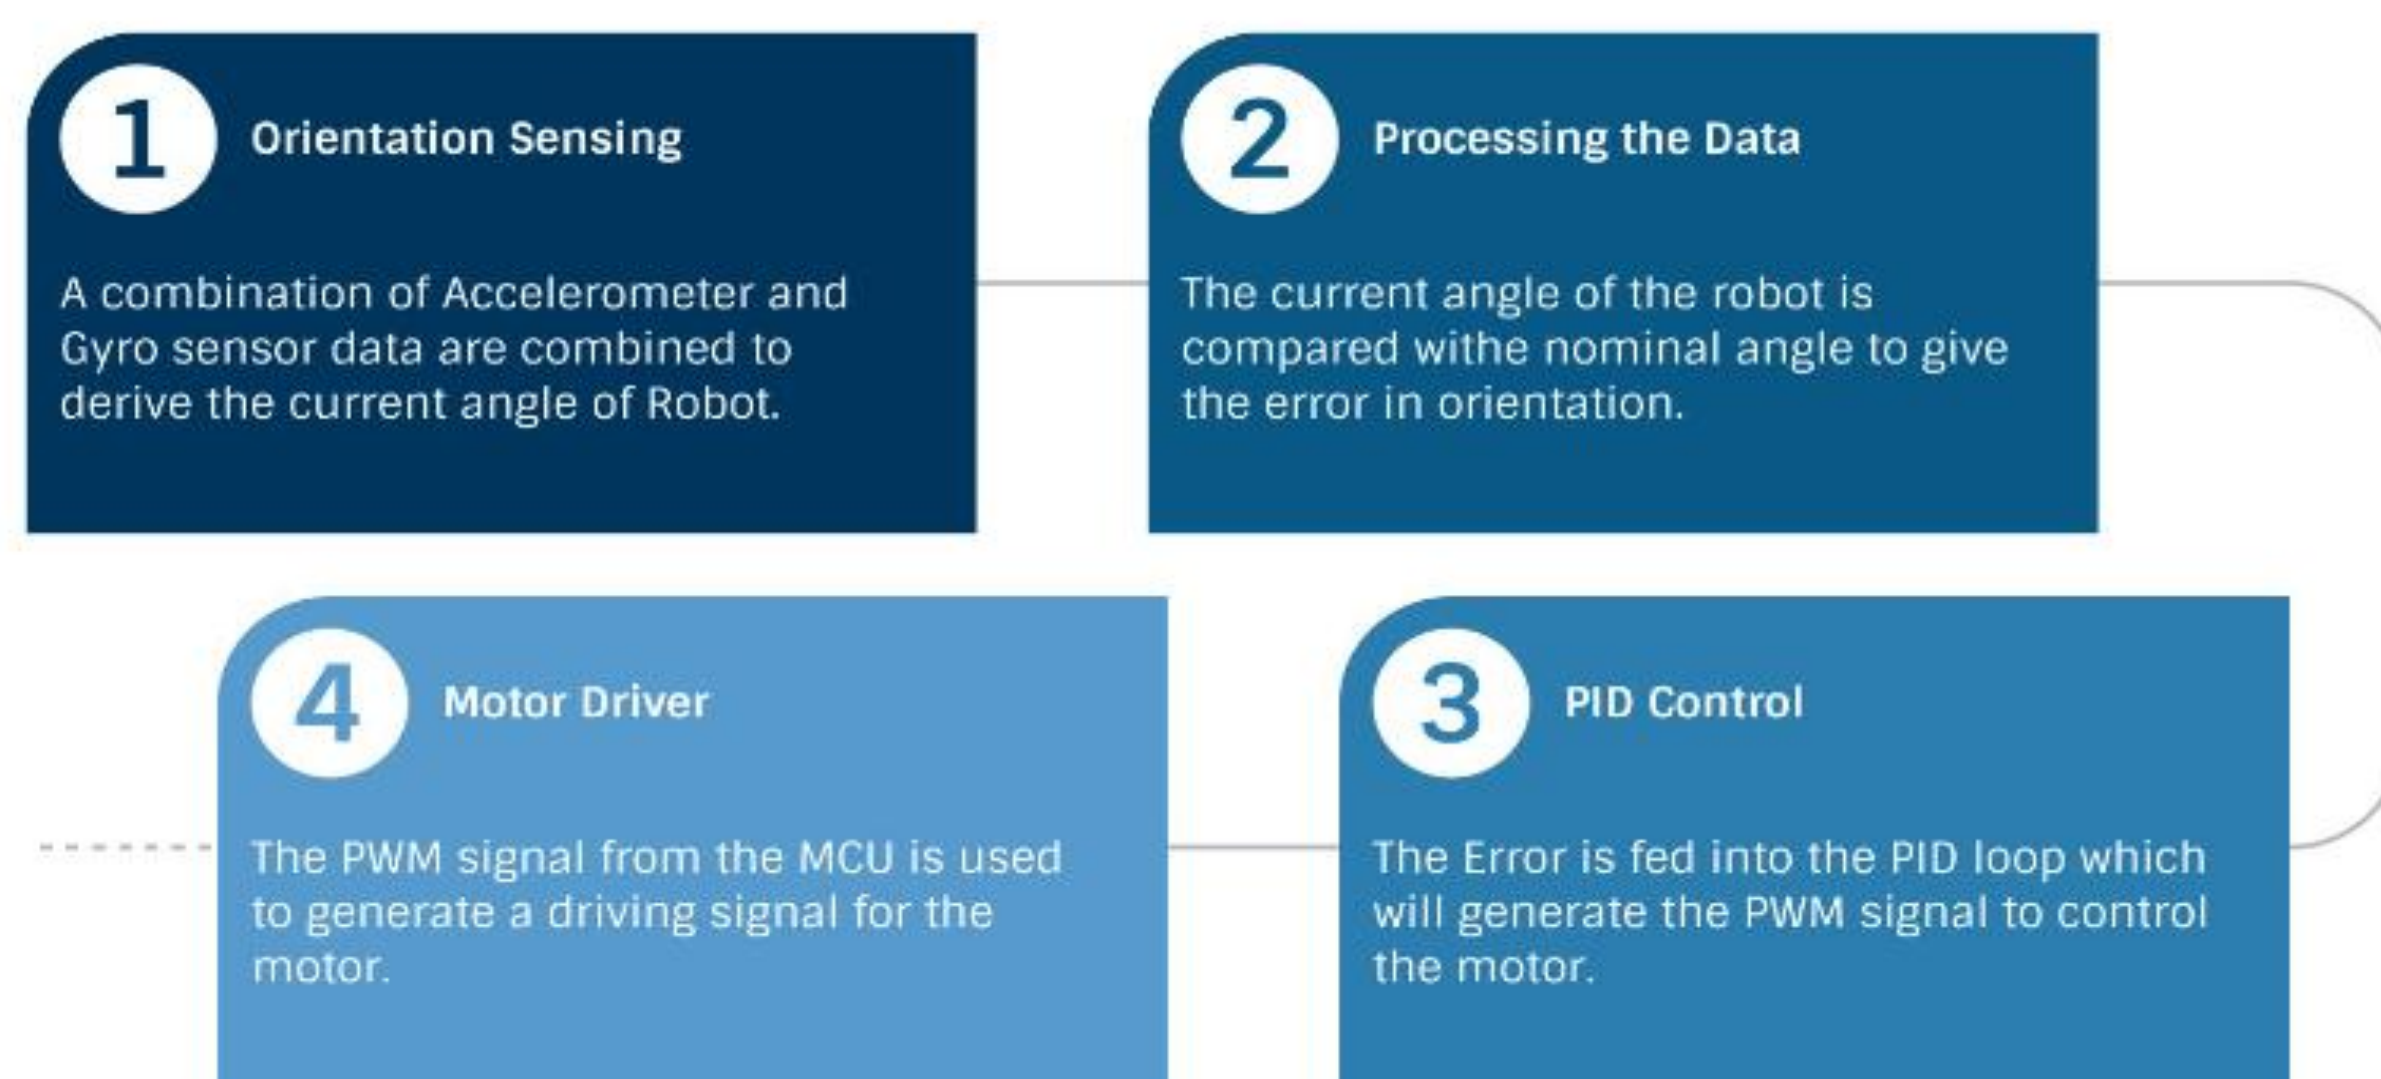 1
Orientation Sensing
A combination of Accelerometer and
Gyro sensor data are combined to
derive the current angle of Robot.
2
Processing the Data
The current angle of the robot is
compared withe nominal angle to give
the error in orientation.
3
PID Control
The Error is fed into the PID loop which
will generate the PWM signal to control
the motor.
4
Motor Driver
The PWM signal from the MCU is used
to generate a driving signal for the
motor.